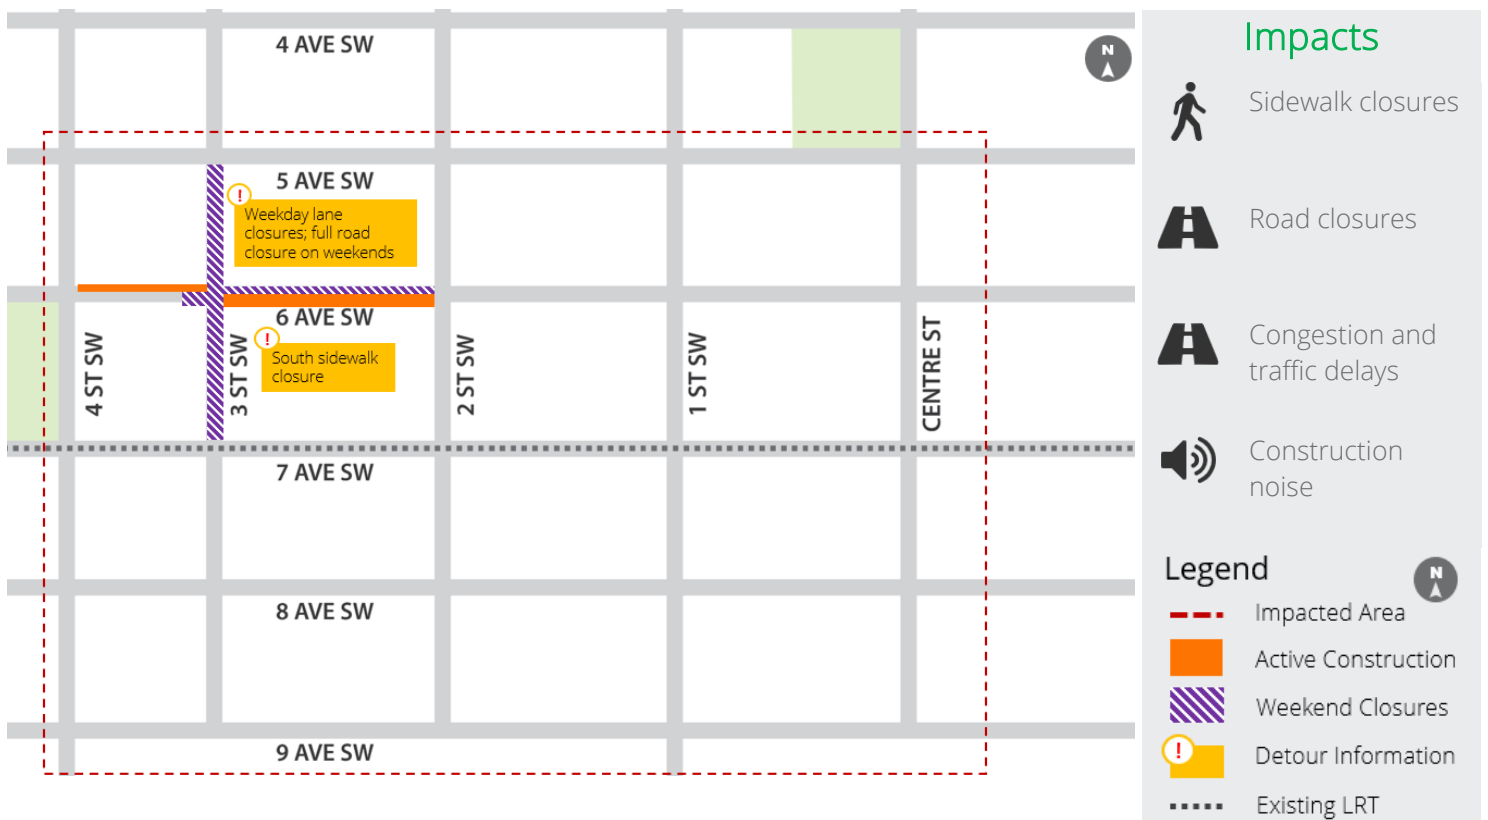 4 AVE SW
N
5 AVE SW
!
Weekday lane
closures; full road
closure on weekends
6 AVE SW
!
South sidewalk
closure
4 ST SW
3 ST SW
2 ST SW
1 ST SW
CENTRE ST
7 AVE SW
8 AVE SW
9 AVE SW
Impacts
Sidewalk closures
Road closures
Congestion and
traffic delays
Construction
noise
Legend
N
Impacted Area
Active Construction
Weekend Closures
!
Detour Information
Existing LRT